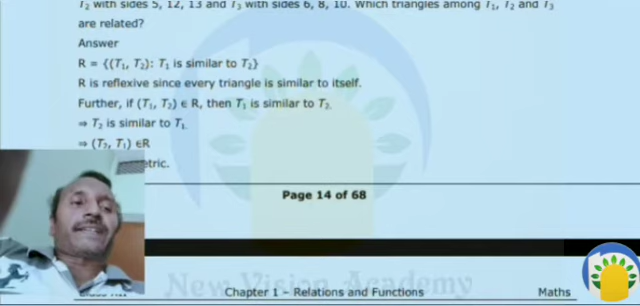 T₂ with sides 5, 12, 13 and T₃ with sides 6, 8, 10. Which triangles among T₁, T₂ and T₃
are related?
Answer
R = {(T₁, T₂): T₁ is similar to T₂}
R is reflexive since every triangle is similar to itself.
Further, if (T₁, T₂) ∈ R, then T₁ is similar to T₂.
⇒ T₂ is similar to T₁.
⇒ (T₂, T₁) ∈R
Page 14 of 68
New Vision Academy
Chapter 1 – Relations and Functions
Maths